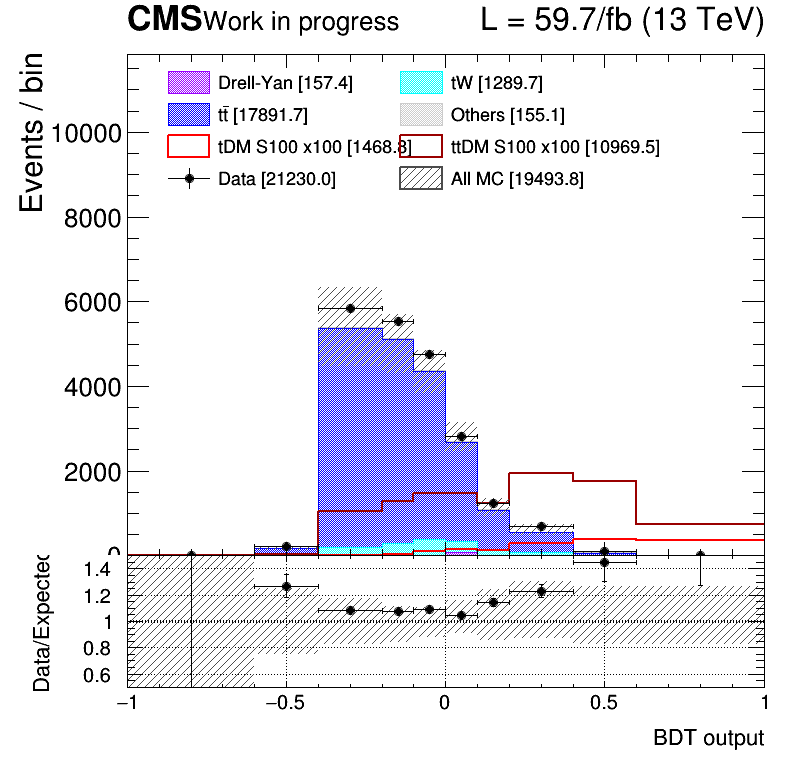 CMS Work in progress L = 59.7/fb (13 TeV)
Events / bin
Drell-Yan [157.4] tW [1289.7]
tt̄ [17891.7] Others [155.1]
tDM S100 x100 [1468.8] ttDM S100 x100 [10969.5]
Data [21230.0] All MC [19493.8]
10000
8000
6000
4000
2000
0
Data/Expected
1.4
1.2
1
0.8
0.6
−1 −0.5 0 0.5 1
BDT output